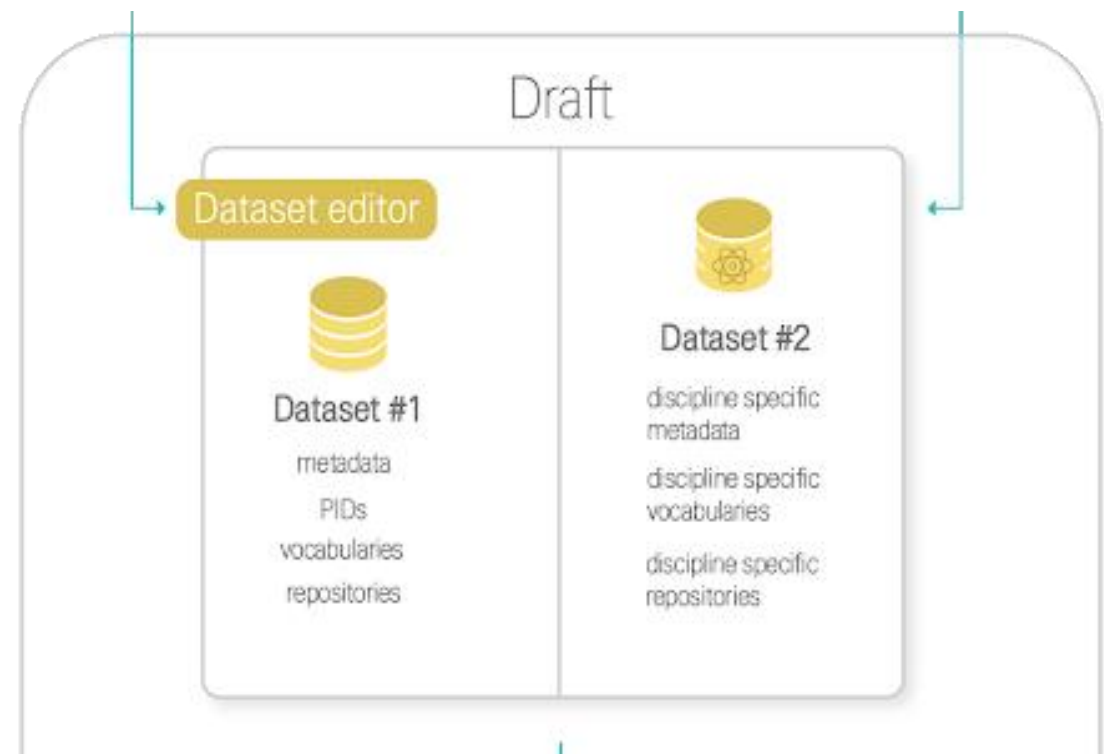 Draft
Dataset editor
Dataset #1
metadata
PIDs
vocabularies
repositories
Dataset #2
discipline specific
metadata
discipline specific
vocabularies
discipline specific
repositories